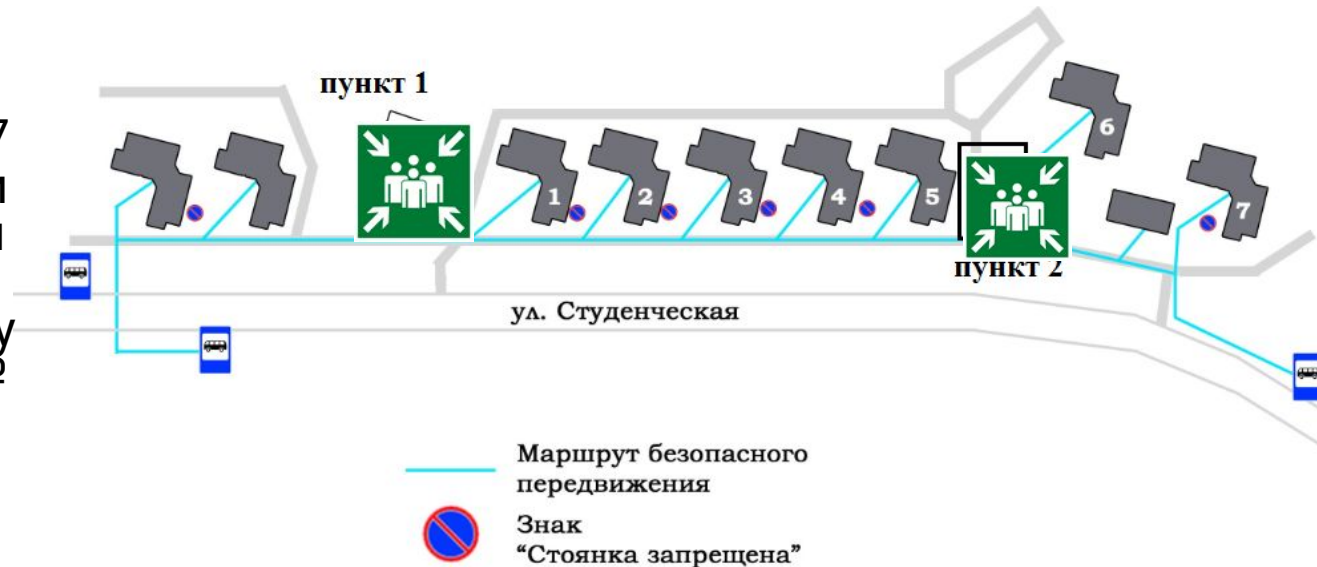 пункт 1
7
6
1
2
3
4
5
7
пункт 2
ул. Студенческая
Маршрут безопасного
передвижения
Знак
“Стоянка запрещена”